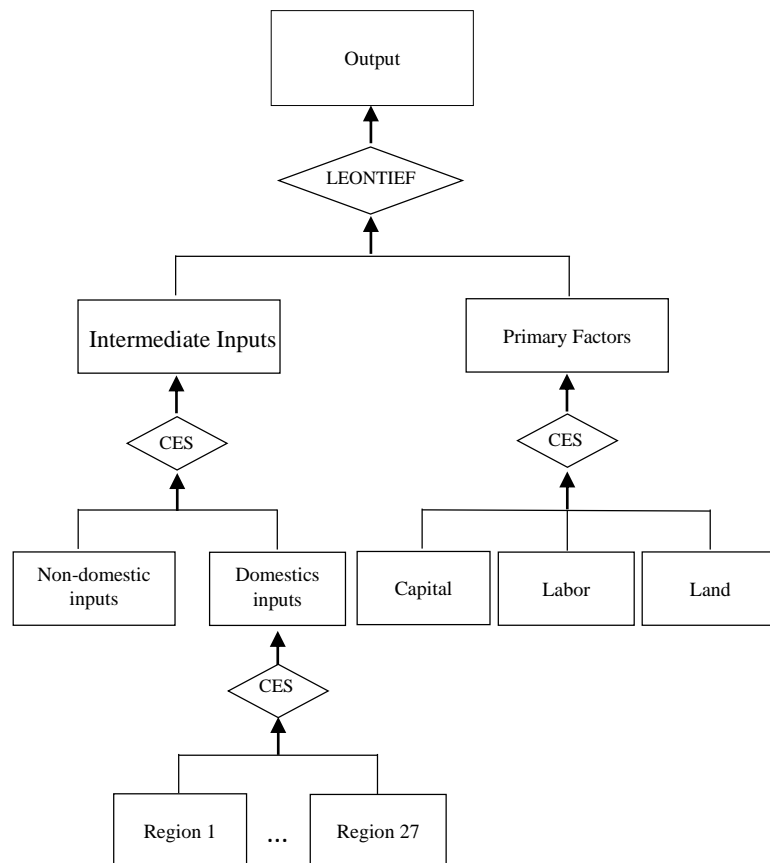 Output
LEONTIEF
Intermediate Inputs
Primary Factors
CES
CES
Non-domestic
inputs
Domestics
inputs
Capital
Labor
Land
CES
Region 1
...
Region 27